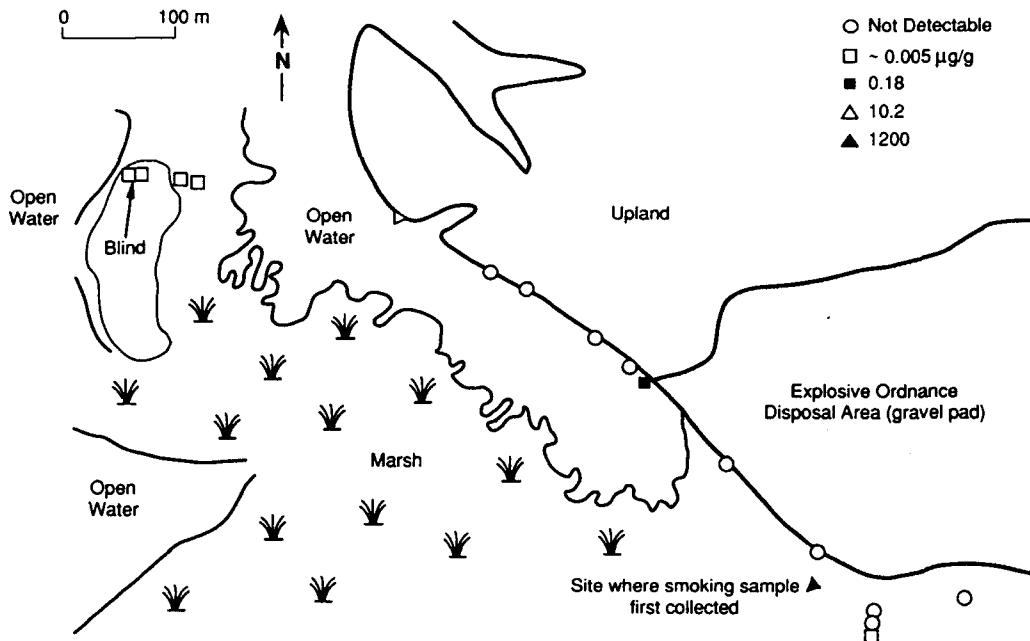 0 100 m
N
Not Detectable
~ 0.005 µg/g
0.18
10.2
1200
Open
Water
Blind
Open
Water
Upland
Explosive Ordnance
Disposal Area (gravel pad)
Marsh
Open
Water
Site where smoking sample
first collected